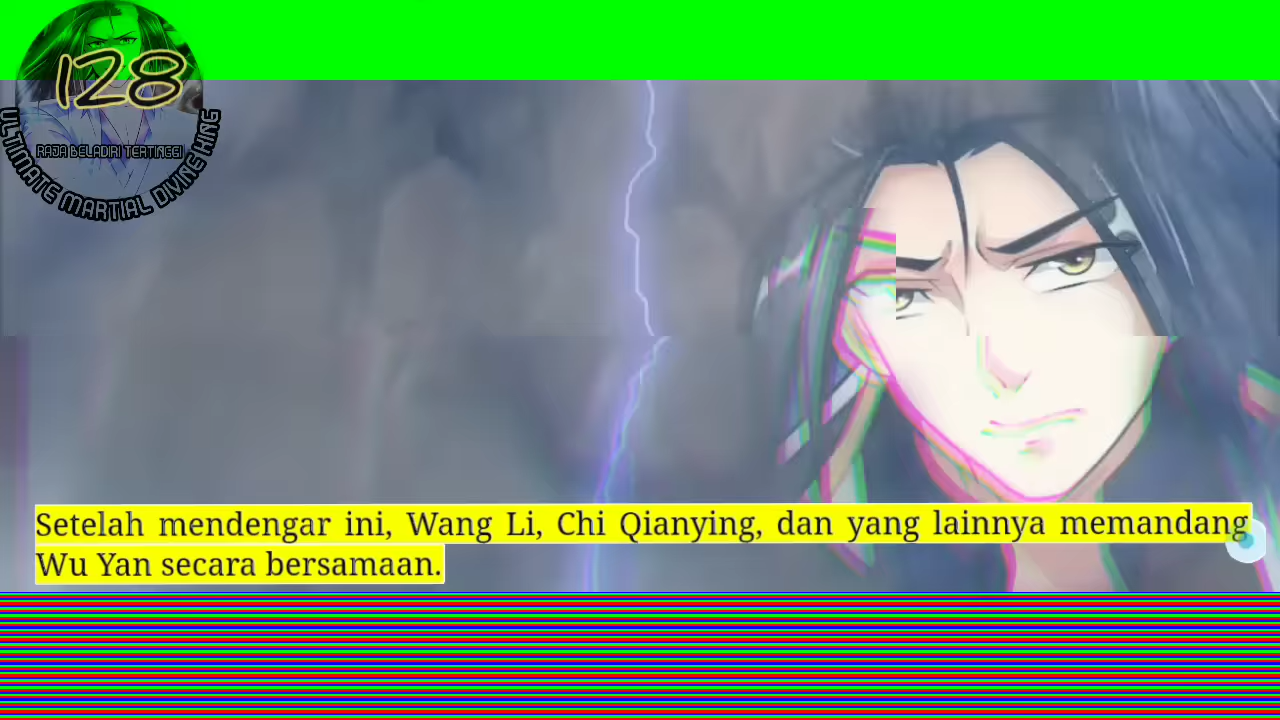 128
RAJA BELADIRI TERTINGGI
ULTIMATE MARTIAL DIVINE KING
Setelah mendengar ini, Wang Li, Chi Qianying, dan yang lainnya memandang
Wu Yan secara bersamaan.